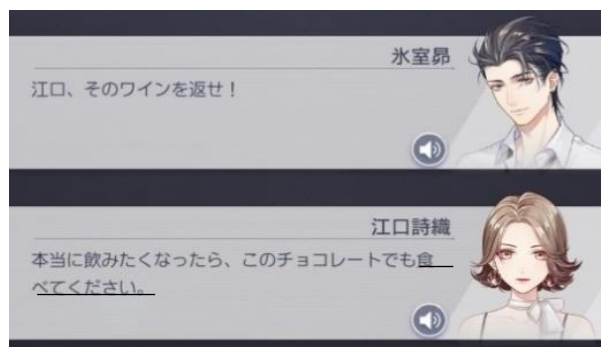 氷室昴
江口、そのワインを返せ！
江口詩織
本当に飲みたくなったら、このチョコレートでも食
べてください。